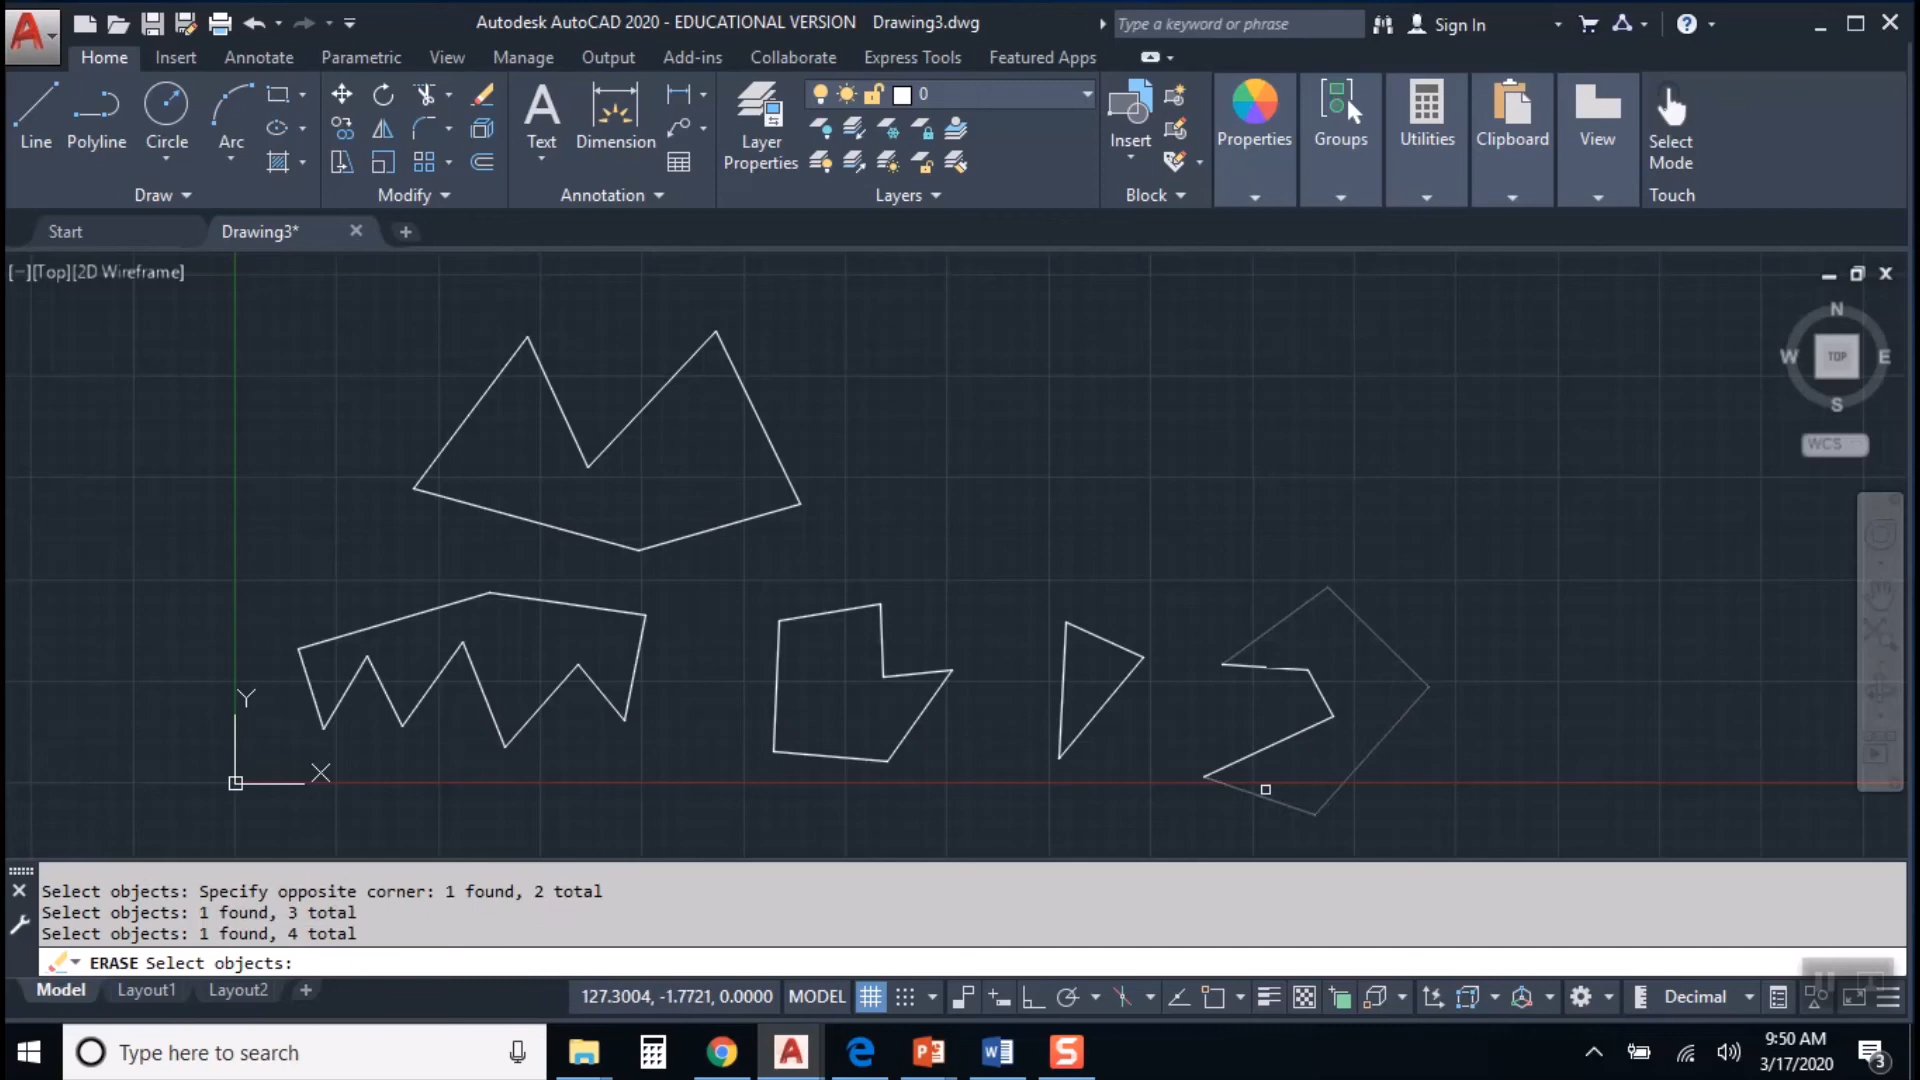 Autodesk AutoCAD 2020 - EDUCATIONAL VERSION Drawing3.dwg
Type a keyword or phrase
Sign In
Home Insert Annotate Parametric View Manage Output Add-ins Collaborate Express Tools Featured Apps
0
Line Polyline Circle Arc
Text Dimension
Layer
Properties
Insert
Properties Groups Utilities Clipboard View
Select
Mode
Draw Modify Annotation Layers Block Touch
Start Drawing3*
[−][Top][2D Wireframe]
N
W TOP E
S
WCS
Y
X
Select objects: Specify opposite corner: 1 found, 2 total
Select objects: 1 found, 3 total
Select objects: 1 found, 4 total
ERASE Select objects:
Model Layout1 Layout2 +
127.3004, -1.7721, 0.0000 MODEL Decimal
Type here to search
9:50 AM
3/17/2020
3